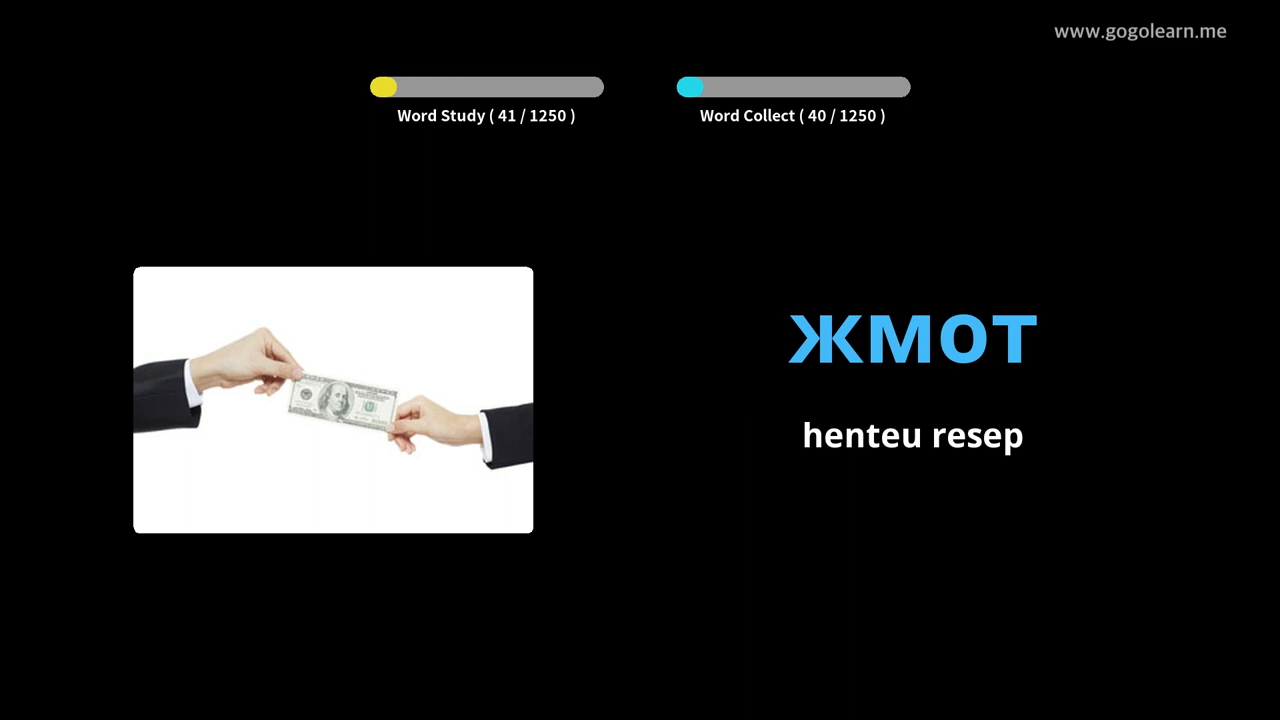 www.gogolearn.me
Word Study ( 41 / 1250 )
Word Collect ( 40 / 1250 )
жмот
henteu resep